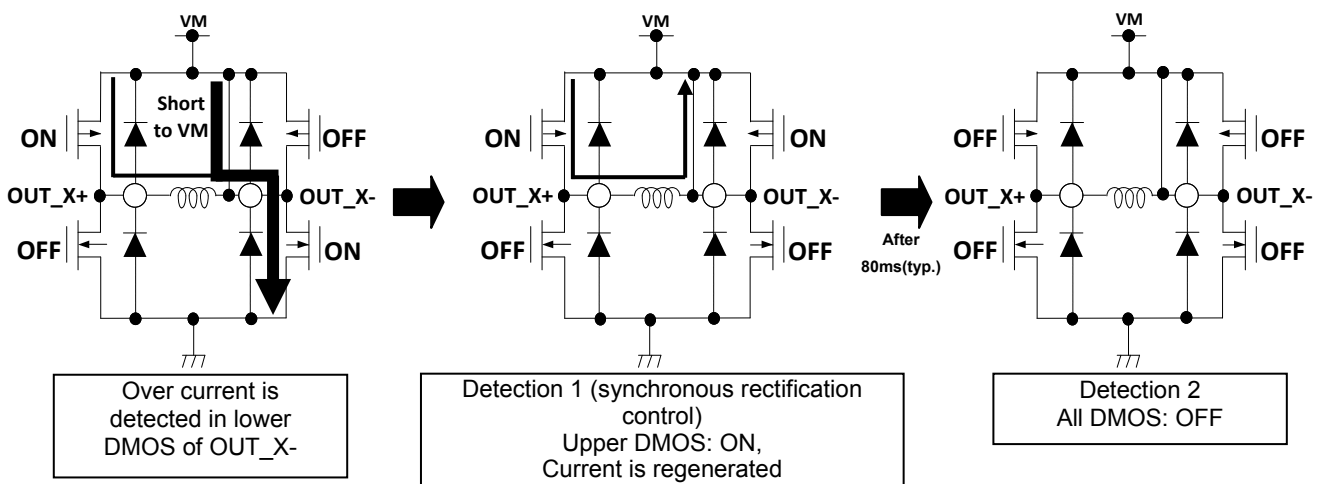 VM
Short
to VM
ON
OFF
OUT_X+
OUT_X-
OFF
ON
Over current is
detected in lower
DMOS of OUT_X-
VM
ON
ON
OUT_X+
OUT_X-
OFF
OFF
Detection 1 (synchronous rectification
control)
Upper DMOS: ON,
Current is regenerated
After
80ms(typ.)
VM
OFF
OFF
OUT_X+
OUT_X-
OFF
OFF
Detection 2
All DMOS: OFF